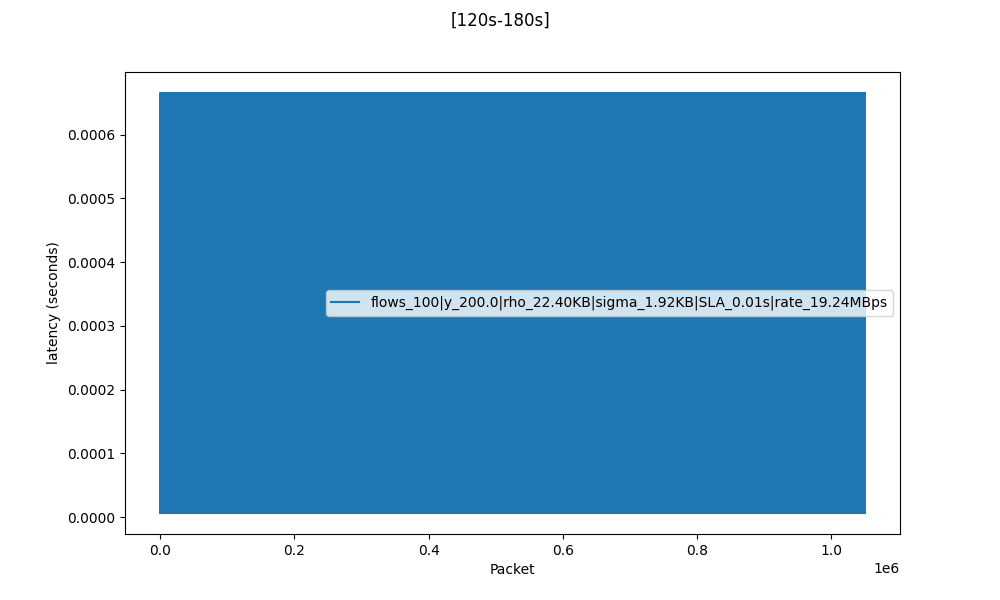 [120s-180s]
0.0006
0.0005
0.0004
0.0003
0.0002
0.0001
0.0000
latency (seconds)
flows_100|y_200.0|rho_22.40KB|sigma_1.92KB|SLA_0.01s|rate_19.24MBps
0.0 0.2 0.4 0.6 0.8 1.0
1e6
Packet